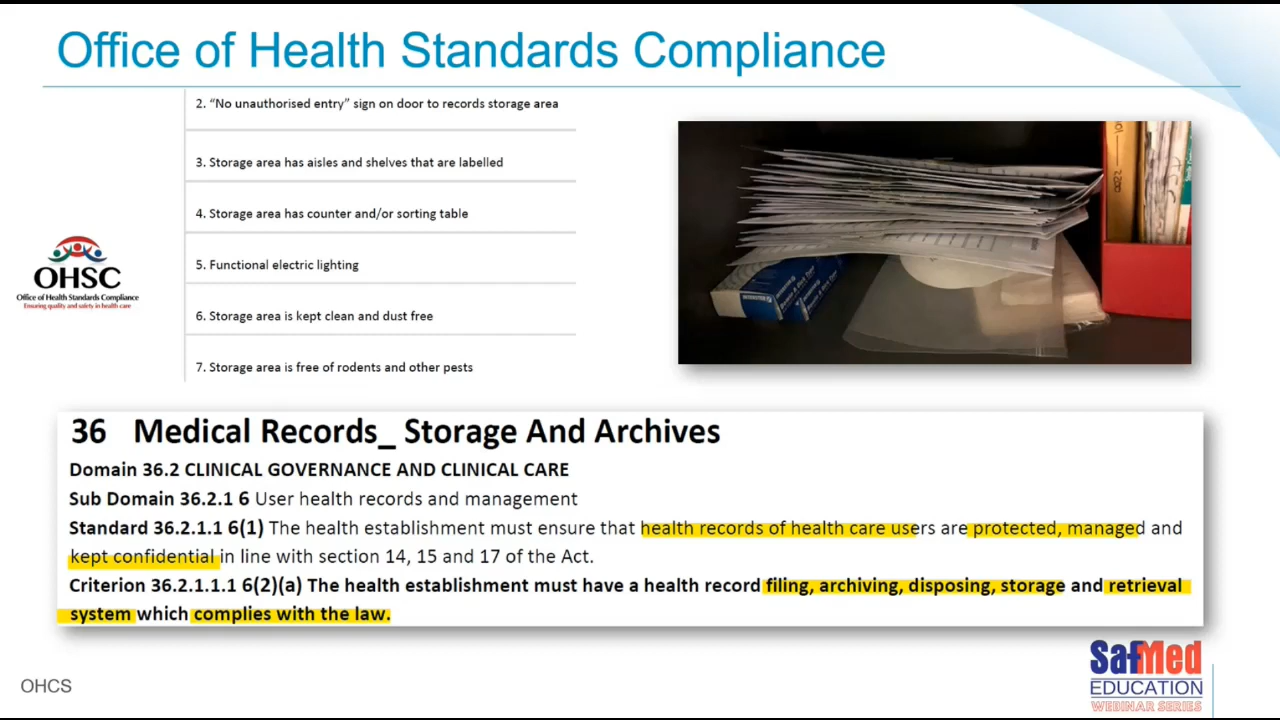 Office of Health Standards Compliance
2. “No unauthorised entry” sign on door to records storage area
3. Storage area has aisles and shelves that are labelled
4. Storage area has counter and/or sorting table
5. Functional electric lighting
6. Storage area is kept clean and dust free
7. Storage area is free of rodents and other pests
OHSC
Office of Health Standards Compliance
Ensuring quality and safety in health care
36 Medical Records_ Storage And Archives
Domain 36.2 CLINICAL GOVERNANCE AND CLINICAL CARE
Sub Domain 36.2.1 6 User health records and management
Standard 36.2.1.1 6(1) The health establishment must ensure that health records of health care users are protected, managed and
kept confidential in line with section 14, 15 and 17 of the Act.
Criterion 36.2.1.1.1 6(2)(a) The health establishment must have a health record filing, archiving, disposing, storage and retrieval
system which complies with the law.
OHCS
SafMed
EDUCATION
WEBINAR SERIES